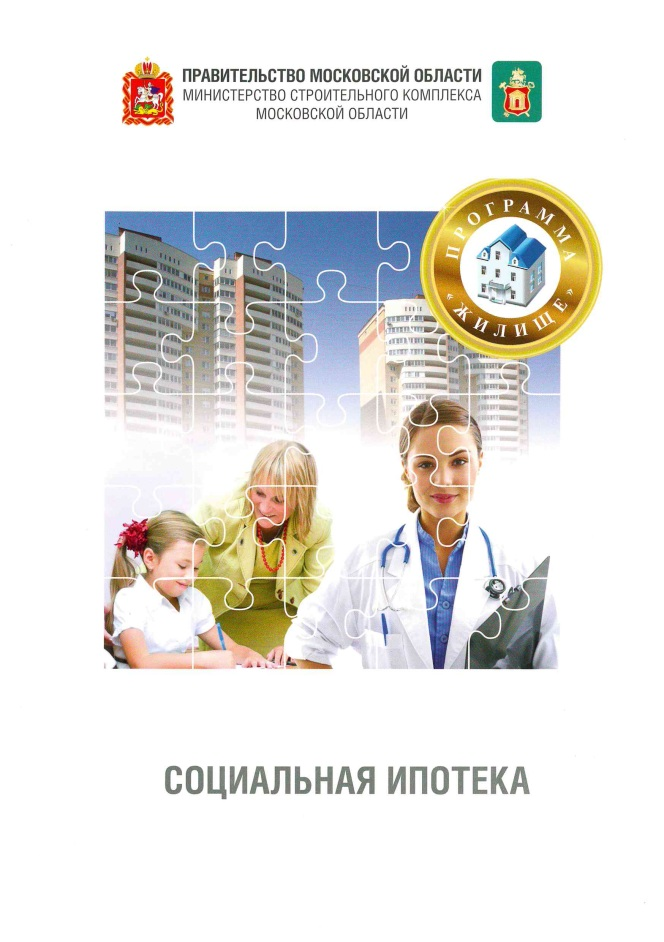 ПРАВИТЕЛЬСТВО МОСКОВСКОЙ ОБЛАСТИ
МИНИСТЕРСТВО СТРОИТЕЛЬНОГО КОМПЛЕКСА
МОСКОВСКОЙ ОБЛАСТИ
ПРОГРАММА
«ЖИЛИЩЕ»
СОЦИАЛЬНАЯ ИПОТЕКА